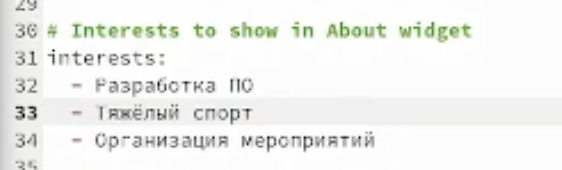 29
30 # Interests to show in About widget
31 interests:
32 - Разработка ПО
33 - Тяжёлый спорт
34 - Организация мероприятий
35